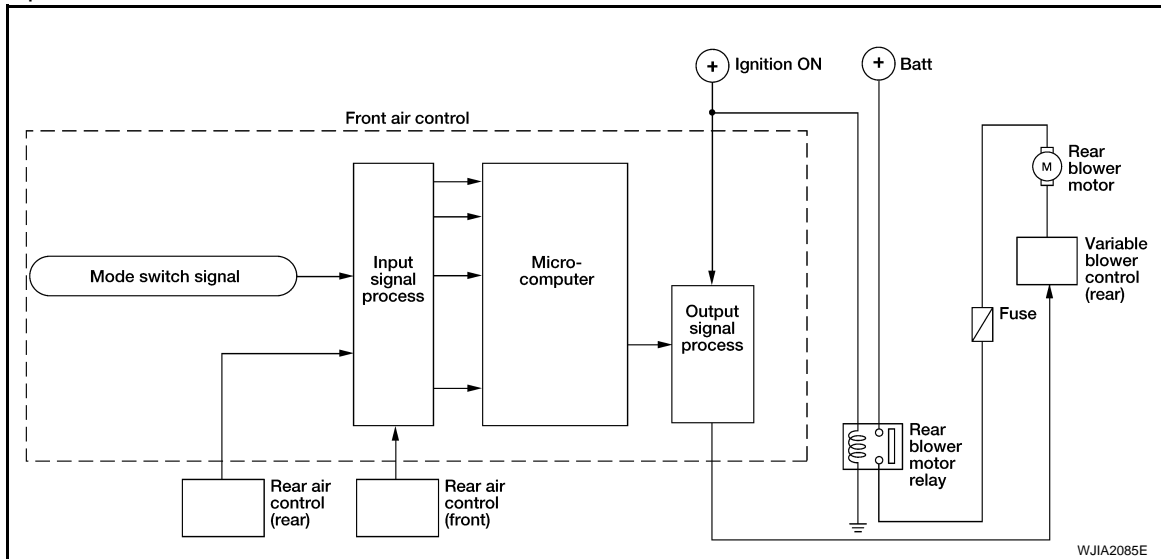 + Ignition ON
+ Batt
Front air control
M
Rear
blower
motor
Mode switch signal
Input
signal
process
Micro-
computer
Variable
blower
control
(rear)
Output
signal
process
Fuse
Rear
blower
motor
relay
Rear air
control
(rear)
Rear air
control
(front)
WJIA2085E